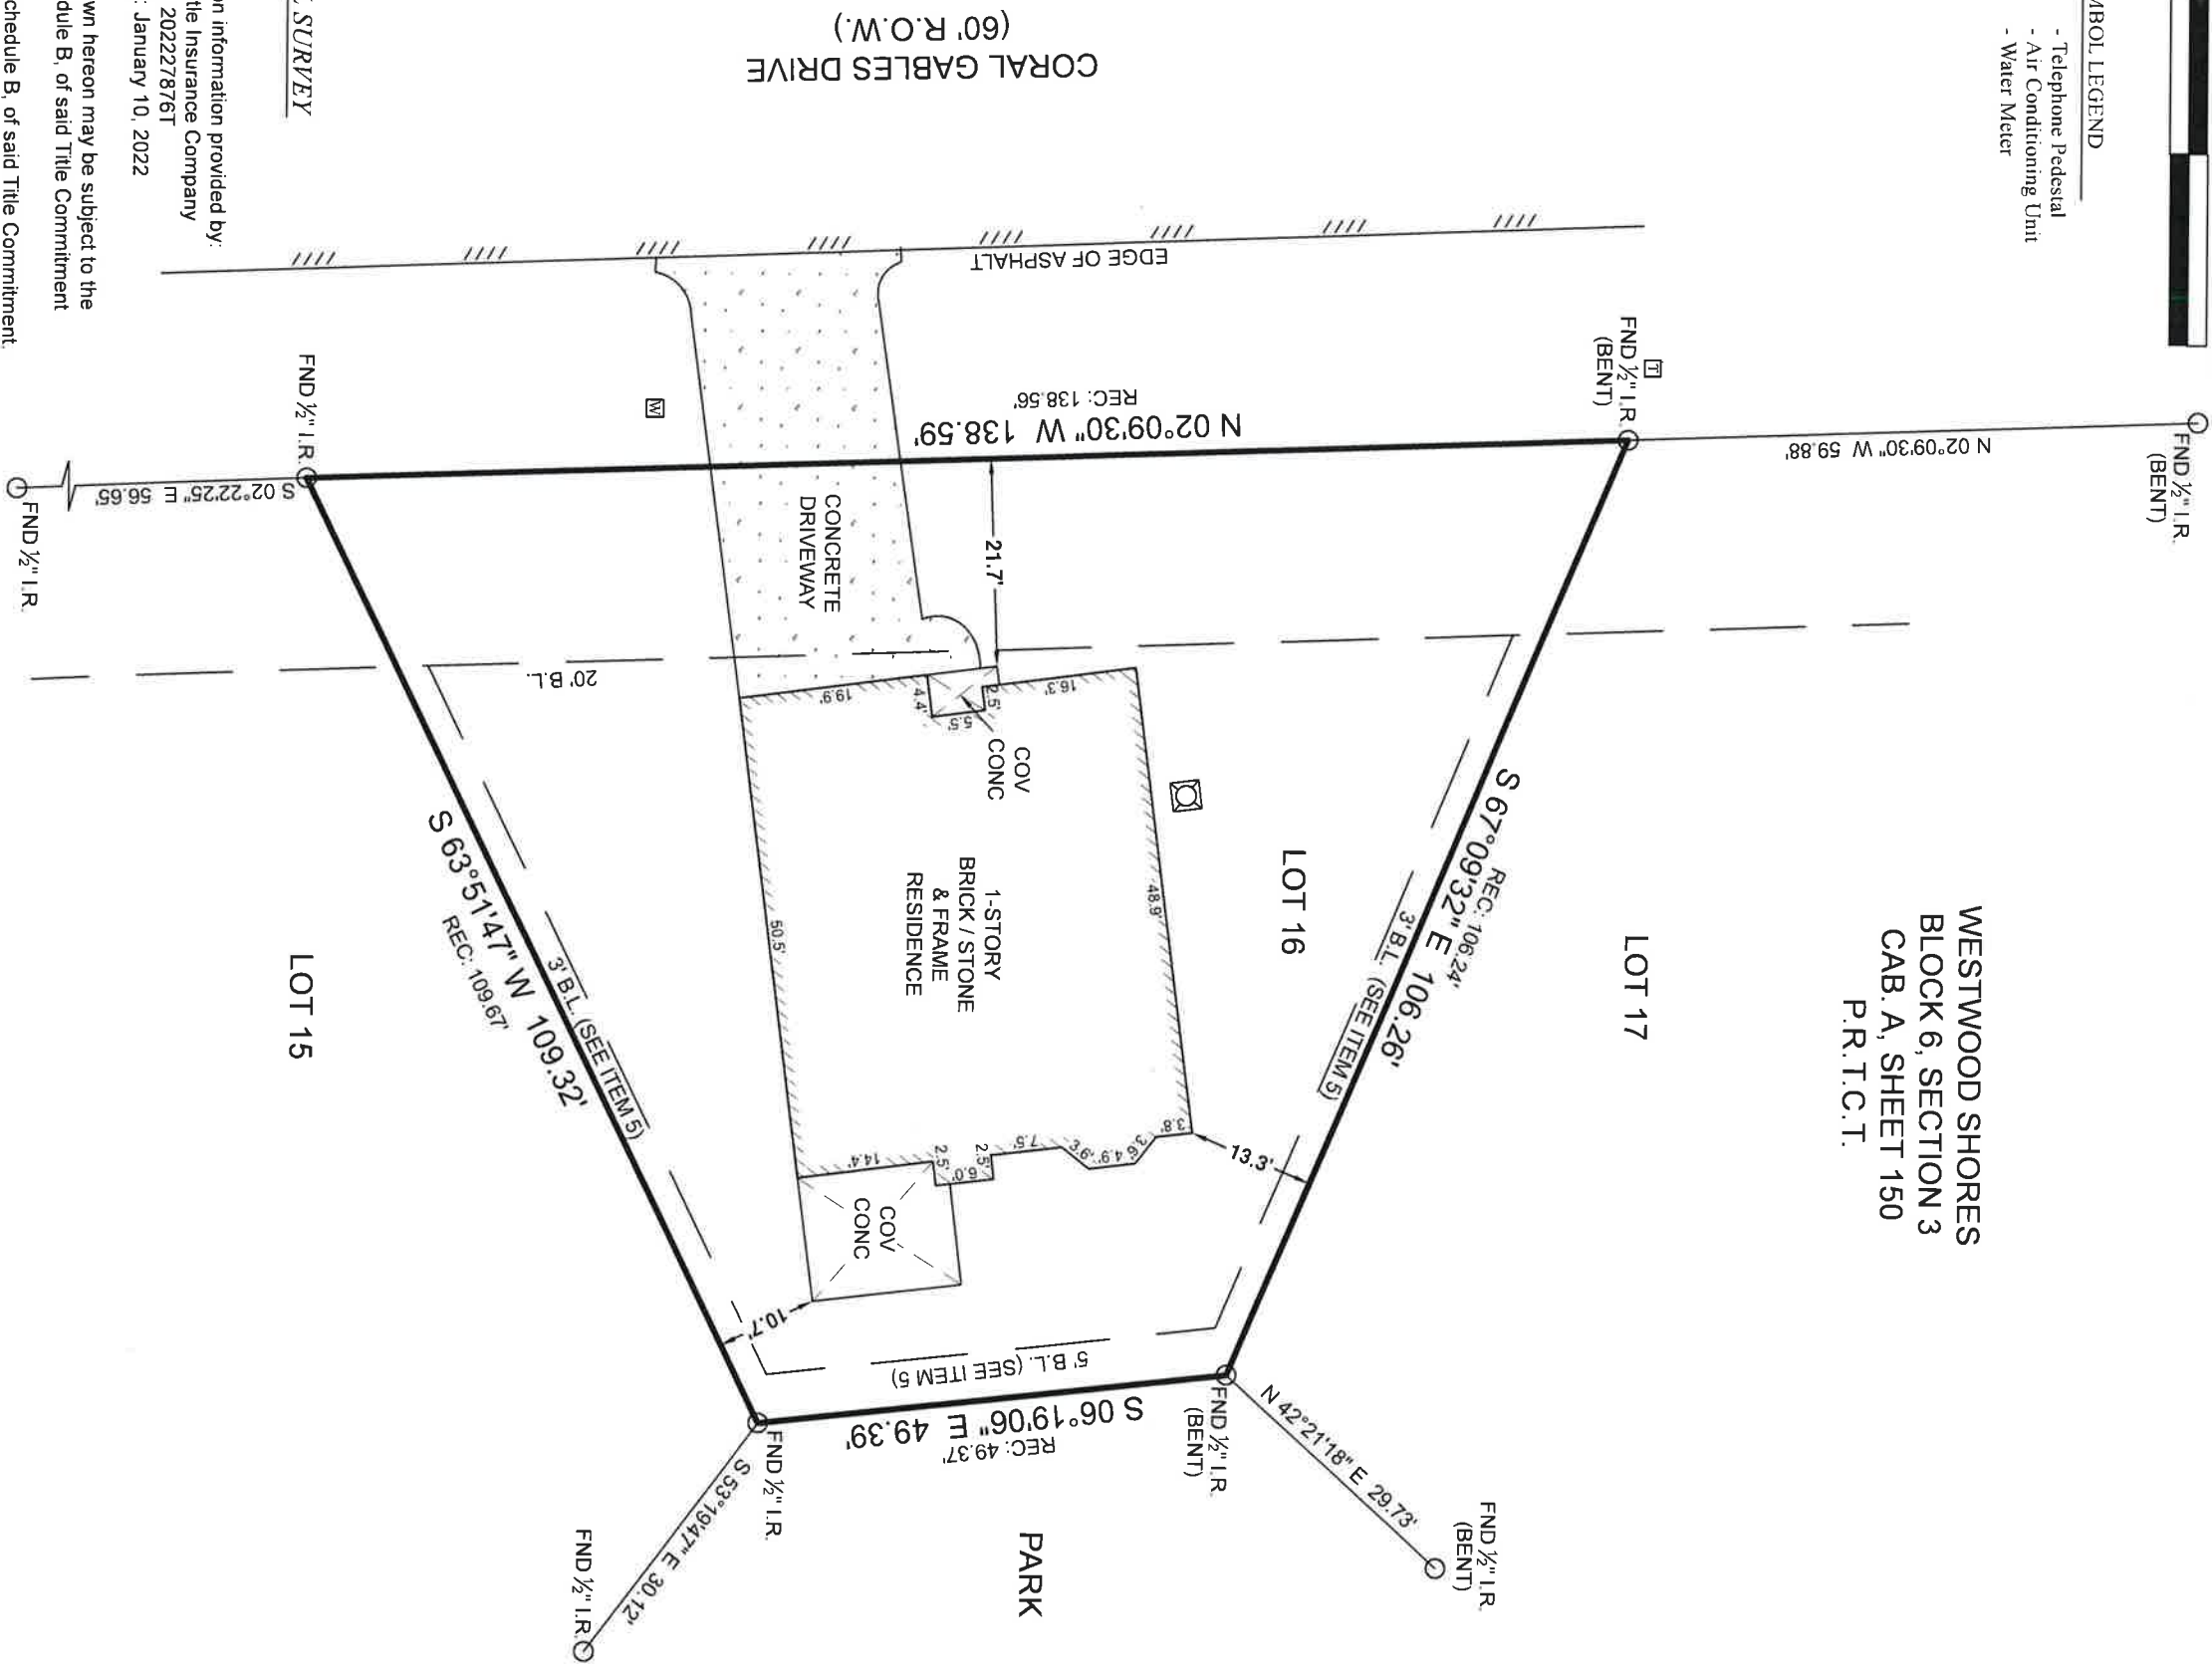 MBOL LEGEND
- Telephone Pedestal
- Air Conditioning Unit
- Water Meter
WESTWOOD SHORES
BLOCK 6, SECTION 3
CAB. A, SHEET 150
P.R.T.C.T.
CORAL GABLES DRIVE
(60' R.O.W.)
EDGE OF ASPHALT
FND ½" I.R.
(BENT)
N 02°09'30" W 59.88'
T
FND ½" I.R.
(BENT)
N 02°09'30" W 138.59'
REC: 138.56'
W
FND ½" I.R.
S 02°22'25" E 56.65'
FND ½" I.R.
LOT 17
REC: 106.24'
S 67°09'32" E 106.26'
3' B.L. (SEE ITEM 5)
LOT 16
21.7'
CONCRETE
DRIVEWAY
20' B.L.
16.3'
2.5'
5.5'
4.4'
19.9'
COV
CONC
48.9'
1-STORY
BRICK / STONE
& FRAME
RESIDENCE
50.5'
3.8'
3.6'
4.9'
3.9'
7.5'
2.5'
6.0'
2.5'
14.4'
13.3'
COV
CONC
10.7'
3' B.L. (SEE ITEM 5)
S 63°51'47" W 109.32'
REC: 109.67'
LOT 15
5' B.L. (SEE ITEM 5)
S 06°19'06" E 49.39'
REC: 49.37'
FND ½" I.R.
(BENT)
N 42°21'18" E 29.73'
FND ½" I.R.
(BENT)
PARK
FND ½" I.R.
S 53°19'47" E 30.12'
FND ½" I.R.
SURVEY
on information provided by:
tle Insurance Company
202227876T
: January 10, 2022
wn hereon may be subject to the
dule B, of said Title Commitment
chedule B, of said Title Commitment.